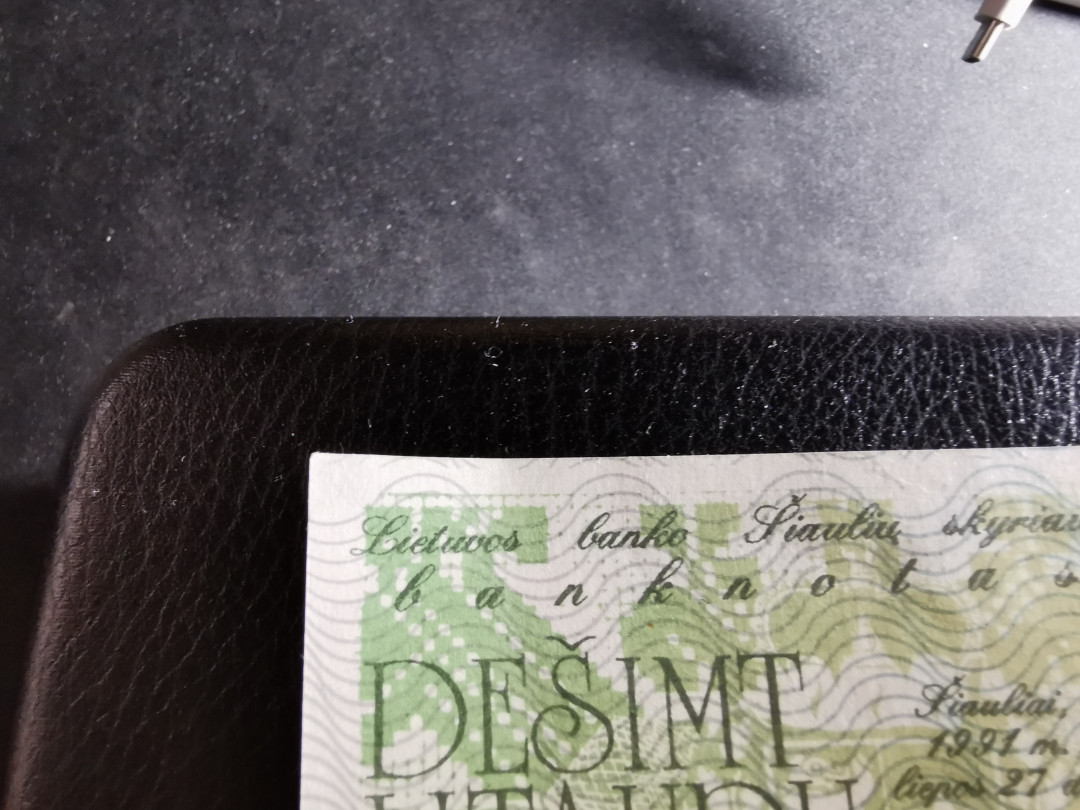 Lietuvos banko Šiaulių skyriaus
b a n k n o t a s
DEŠIMT
Šiauliai,
1991 m.
liepos 27 d